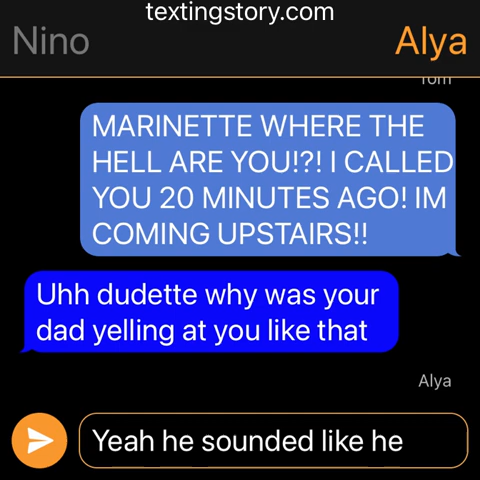 textingstory.com
Nino
Alya
Tom
MARINETTE WHERE THE
HELL ARE YOU!?! I CALLED
YOU 20 MINUTES AGO! IM
COMING UPSTAIRS!!
Uhh dudette why was your
dad yelling at you like that
Alya
Yeah he sounded like he